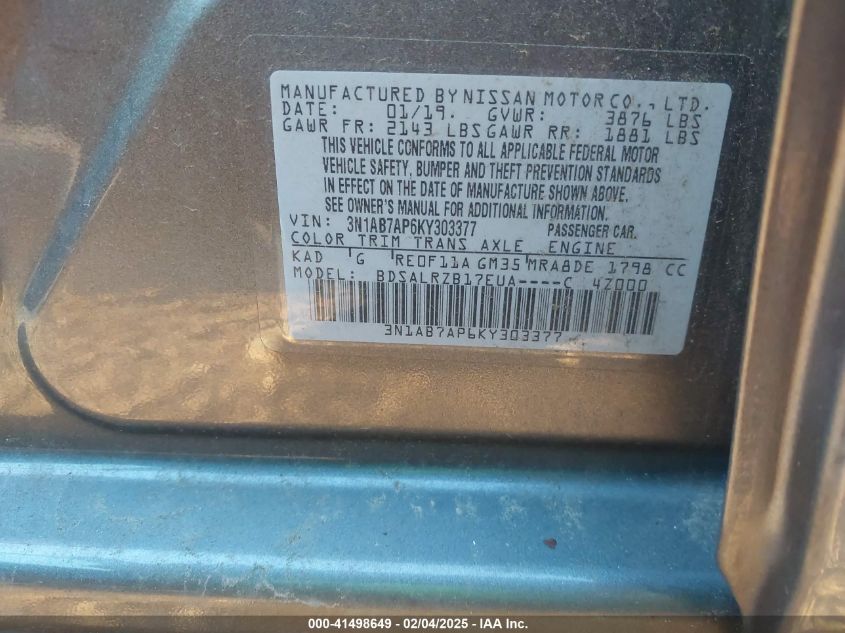 MANUFACTURED BY NISSAN MOTOR CO., LTD.
DATE: 01/19. GVWR: 3876 LBS
GAWR FR: 2143 LBS GAWR RR: 1881 LBS
THIS VEHICLE CONFORMS TO ALL APPLICABLE FEDERAL MOTOR
VEHICLE SAFETY, BUMPER AND THEFT PREVENTION STANDARDS
IN EFFECT ON THE DATE OF MANUFACTURE SHOWN ABOVE.
SEE OWNER'S MANUAL FOR ADDITIONAL INFORMATION.
VIN: 3N1AB7AP6KY303377 PASSENGER CAR.
COLOR TRIM TRANS AXLE ENGINE
KAD G RE0F11A GM35 MRA8DE 1798 CC
MODEL: BDSALRZB17EUA----C 4Z000
3N1AB7AP6KY303377
000-41498649 - 02/04/2025 - IAA Inc.